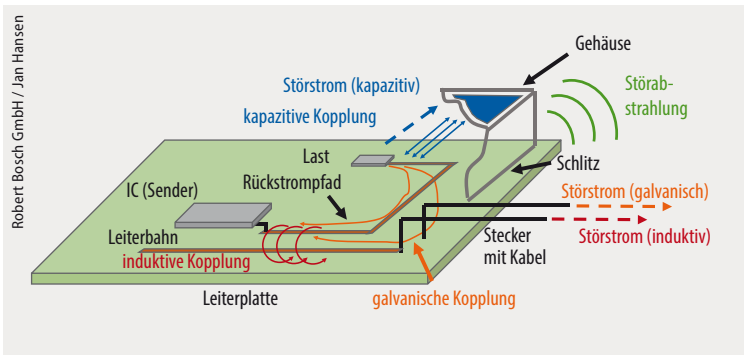 Robert Bosch GmbH / Jan Hansen
Gehäuse
Störstrom (kapazitiv)
kapazitive Kopplung
Störab-
strahlung
Last
Rückstrompfad
Schlitz
IC (Sender)
Störstrom (galvanisch)
Leiterbahn
Stecker
mit Kabel
Störstrom (induktiv)
induktive Kopplung
Leiterplatte
galvanische Kopplung